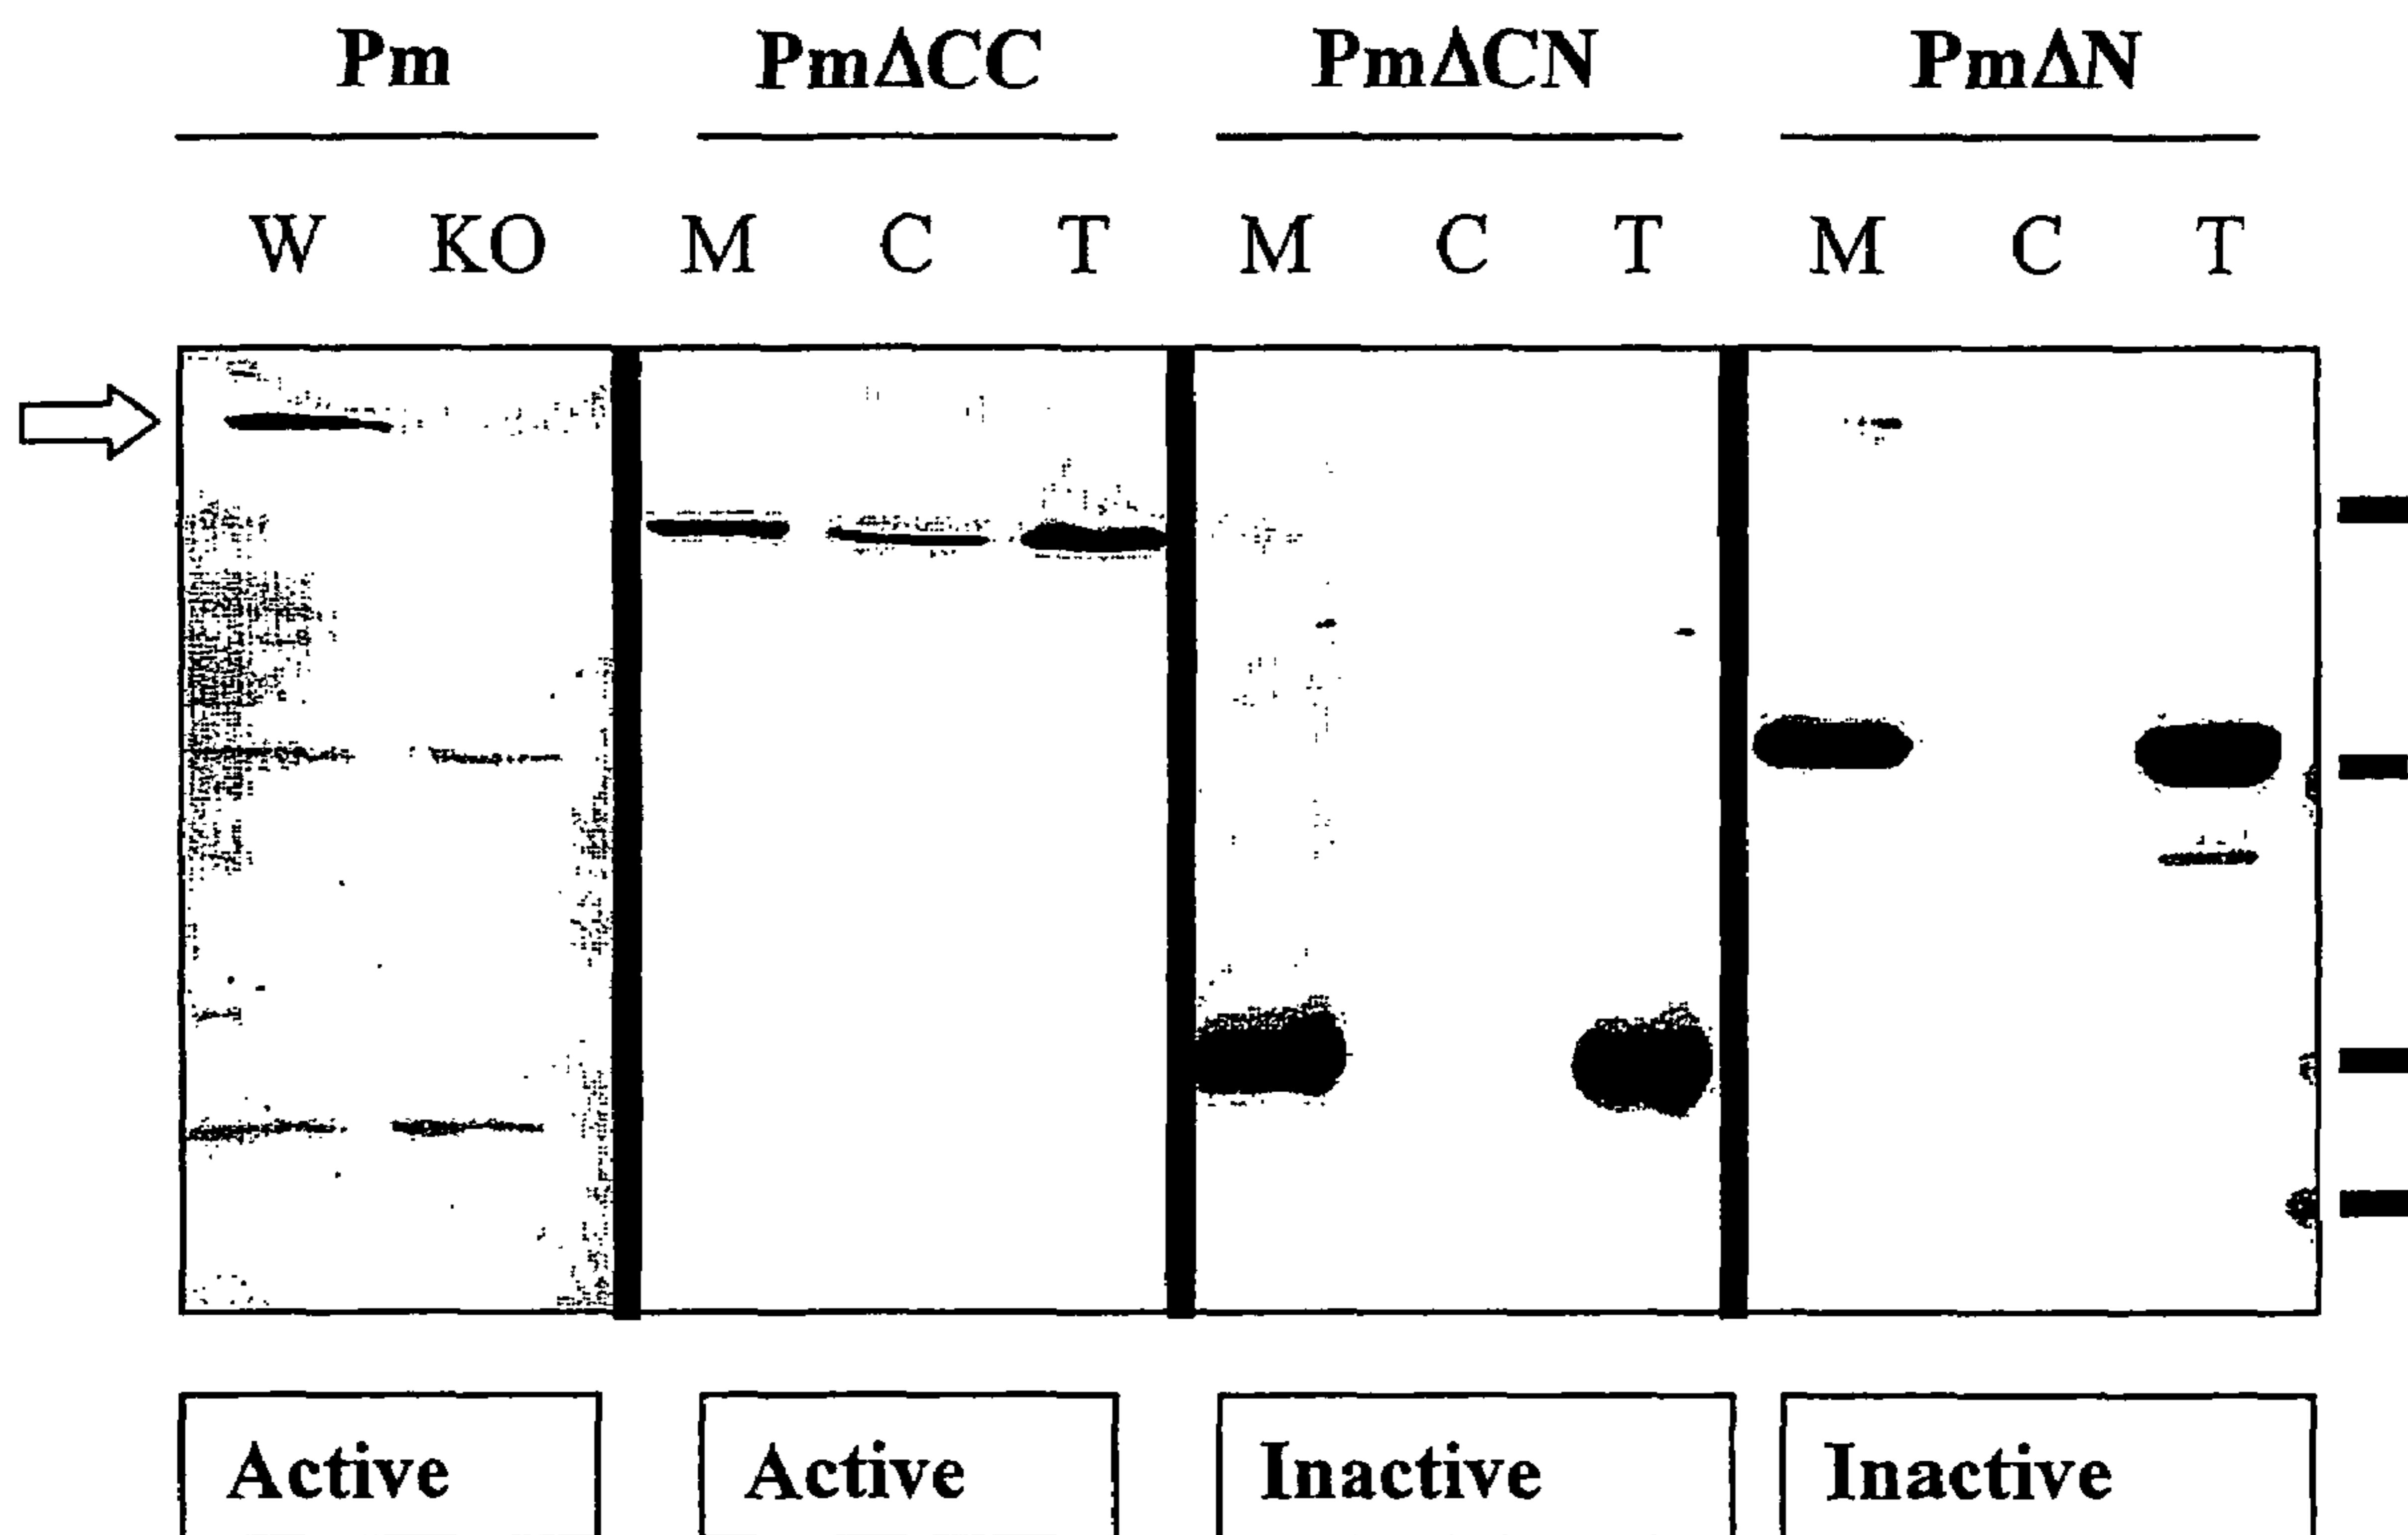 Pm PmΔCC PmΔCN PmΔN
W KO M C T M C T M C T
Active Active Inactive Inactive